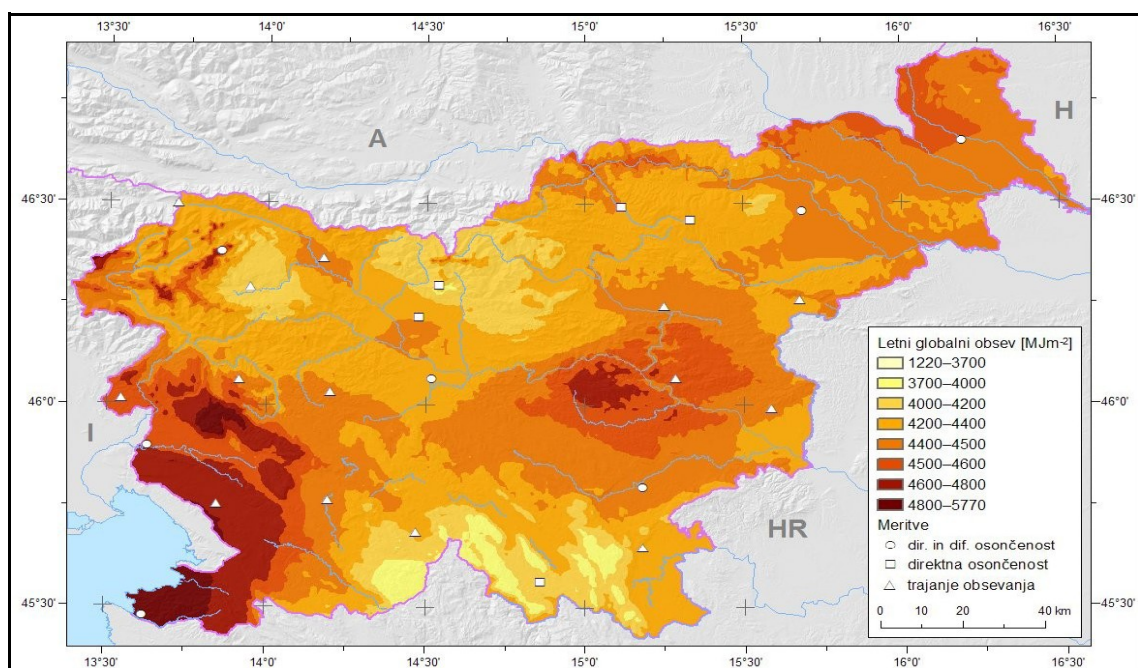 13°30' 14°0' 14°30' 15°0' 15°30' 16°0' 16°30'
A
H
46°30' 46°30'
46°0' 46°0'
I
HR
45°30' 45°30'
Letni globalni obsev [MJm⁻²]
1220–3700
3700–4000
4000–4200
4200–4400
4400–4500
4500–4600
4600–4800
4800–5770
Meritve
dir. in dif. osončenost
direktna osončenost
trajanje obsevanja
0 10 20 40 km
13°30' 14°0' 14°30' 15°0' 15°30' 16°0' 16°30'